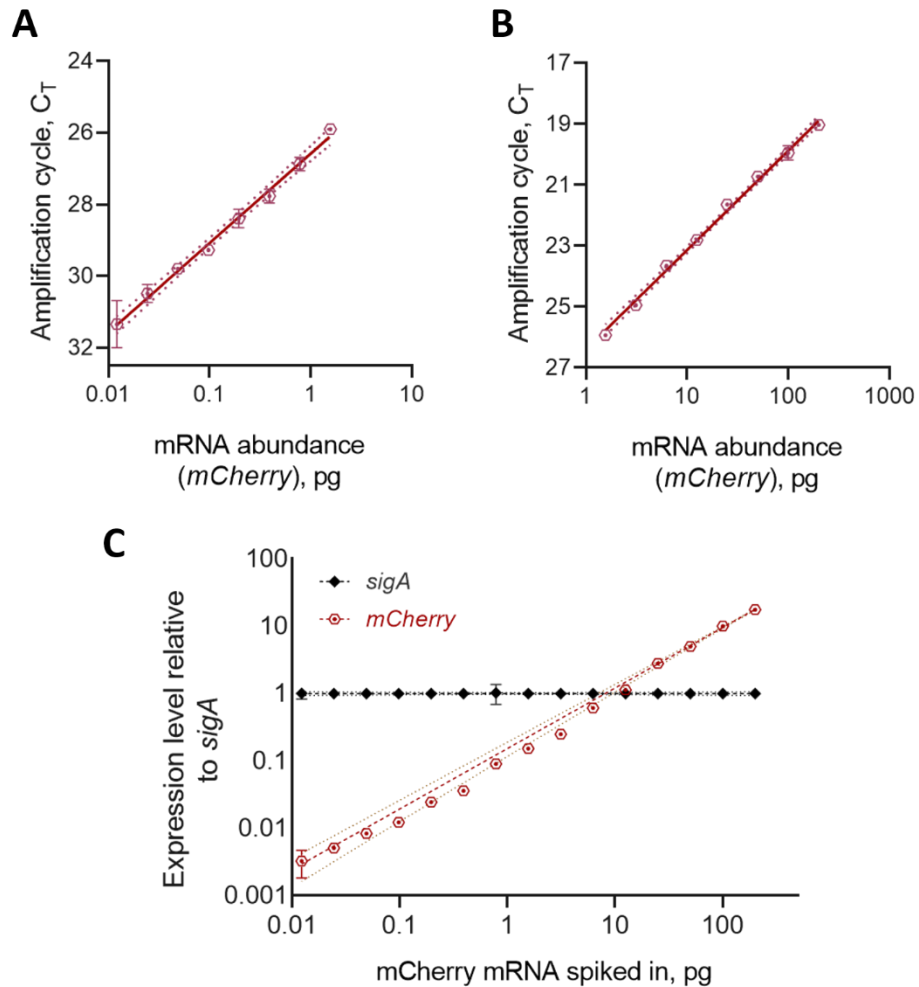 A
Amplification cycle, CT
24
26
28
30
32
0.01
0.1
1
10
mRNA abundance
(mCherry), pg
B
Amplification cycle, CT
17
19
21
23
25
27
1
10
100
1000
mRNA abundance
(mCherry), pg
C
Expression level relative
to sigA
100
10
1
0.1
0.01
0.001
sigA
mCherry
0.01
0.1
1
10
100
mCherry mRNA spiked in, pg